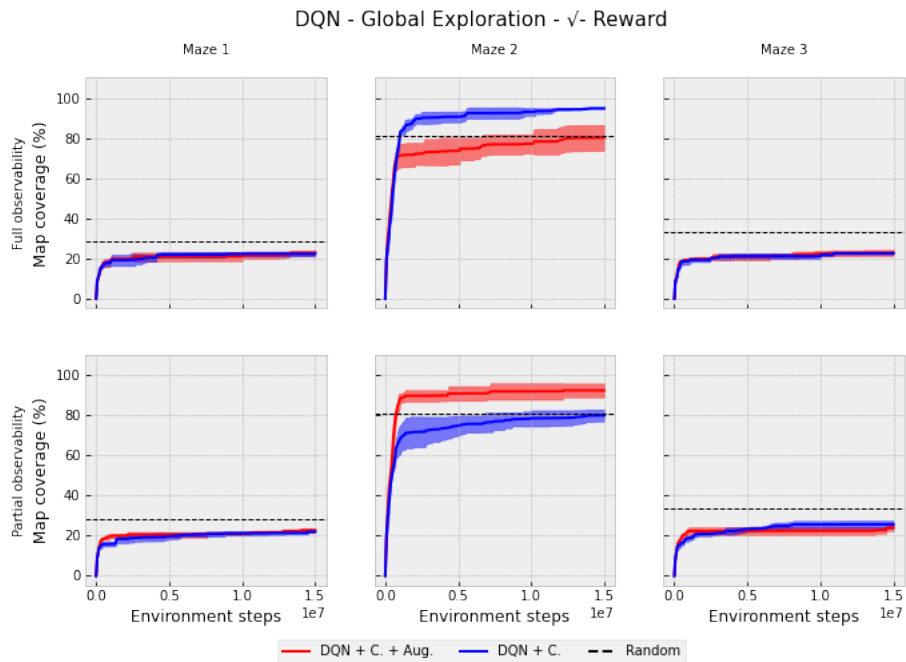 DQN - Global Exploration - √- Reward
Maze 1 Maze 2 Maze 3
Full observability
Map coverage (%)
100
80
60
40
20
0
Partial observability
Map coverage (%)
100
80
60
40
20
0
0.0 0.5 1.0 1.5 0.0 0.5 1.0 1.5 0.0 0.5 1.0 1.5
1e7 1e7 1e7
Environment steps Environment steps Environment steps
DQN + C. + Aug. DQN + C. Random